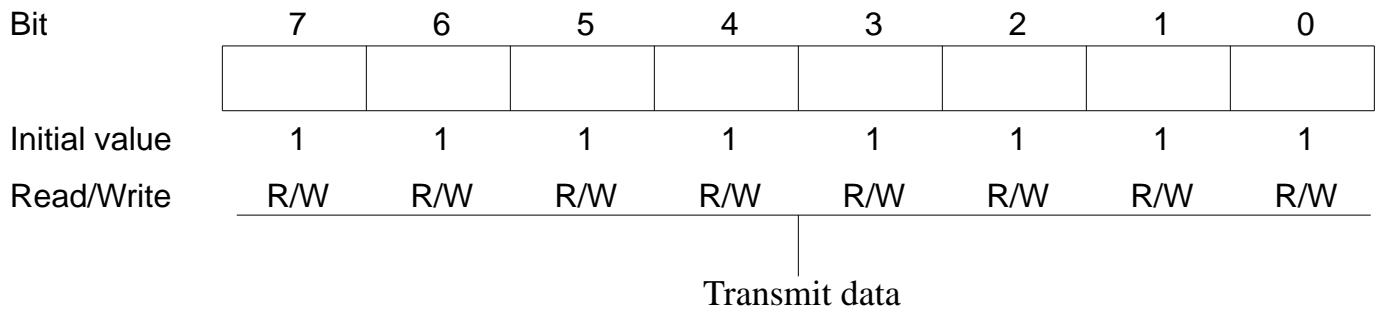 Bit 7 6 5 4 3 2 1 0
Initial value 1 1 1 1 1 1 1 1
Read/Write R/W R/W R/W R/W R/W R/W R/W R/W
Transmit data